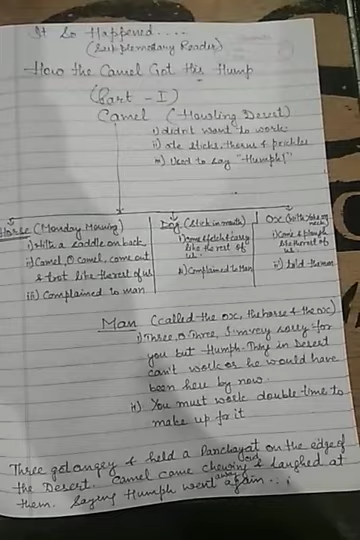 It So Happened....
(Supplementary Reader)
How the Camel Got His Hump
(Part - I)
Camel (Howling Desert)
i) didn't want to work
ii) ate sticks, thorns & prickles
iii) Used to say "Humph!"
Horse (Monday Morning)
i) With a saddle on back
ii) Camel, O Camel, come out
& trot like the rest of us
iii) Complained to man
Dog (Stick in mouth)
i) come & fetch & carry
like the rest of
us
ii) Complained to Man
Ox (With yoke on
neck)
i) Come & plough
like the rest of
us
ii) told the man
Man (called the ox, the horse & the ox)
i) Three, O Three, I'm very sorry for
you but Humph-Thing in Desert
can't work or he would have
been here by now.
ii) You must work double-time to
make up for it
Three got angry & held a Panchayat on the edge of
the Desert. Camel came chewing cud & laughed at
them. Saying Humph went away again...